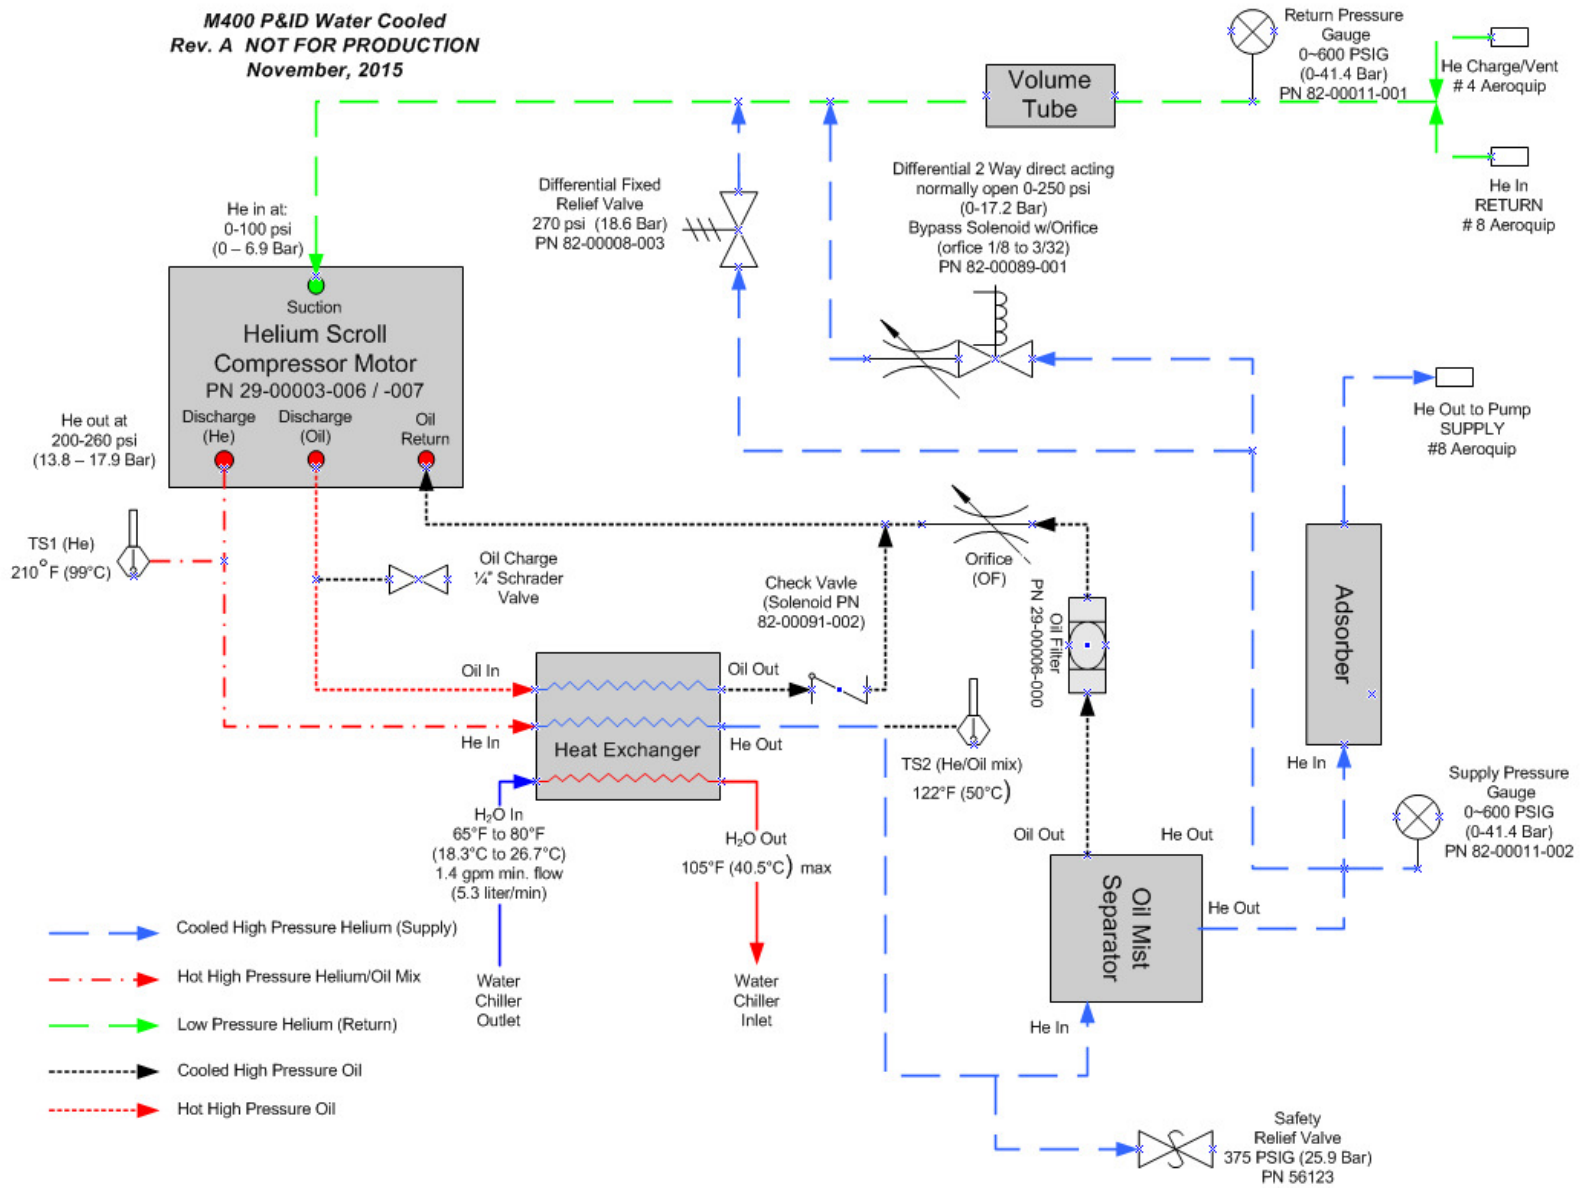 M400 P&ID Water Cooled
Rev. A  NOT FOR PRODUCTION
November, 2015
Return Pressure
Gauge
0~600 PSIG
(0-41.4 Bar)
PN 82-00011-001
He Charge/Vent
# 4 Aeroquip
He In
RETURN
# 8 Aeroquip
Volume
Tube
Differential Fixed
Relief Valve
270 psi  (18.6 Bar)
PN 82-00008-003
Differential 2 Way direct acting
normally open 0-250 psi
(0-17.2 Bar)
Bypass Solenoid w/Orifice
(orfice 1/8 to 3/32)
PN 82-00089-001
He in at:
0-100 psi
(0 – 6.9 Bar)
Suction
Helium Scroll
Compressor Motor
PN 29-00003-006 / -007
Discharge
(He)
Discharge
(Oil)
Oil
Return
He out at
200-260 psi
(13.8 – 17.9 Bar)
He Out to Pump
SUPPLY
#8 Aeroquip
TS1 (He)
210°F (99°C)
Oil Charge
¼" Schrader
Valve
Check Vavle
(Solenoid PN
82-00091-002)
Orifice
(OF)
Oil Filter
PN 29-00006-000
Adsorber
Oil In
Oil Out
He In
Heat Exchanger
He Out
TS2 (He/Oil mix)
122°F (50°C)
He In
Supply Pressure
Gauge
0~600 PSIG
(0-41.4 Bar)
PN 82-00011-002
H₂O In
65°F to 80°F
(18.3°C to 26.7°C)
1.4 gpm min. flow
(5.3 liter/min)
H₂O Out
105°F (40.5°C) max
Oil Out
He Out
Oil Mist
Separator
He Out
He In
Water
Chiller
Outlet
Water
Chiller
Inlet
Cooled High Pressure Helium (Supply)
Hot High Pressure Helium/Oil Mix
Low Pressure Helium (Return)
Cooled High Pressure Oil
Hot High Pressure Oil
Safety
Relief Valve
375 PSIG (25.9 Bar)
PN 56123